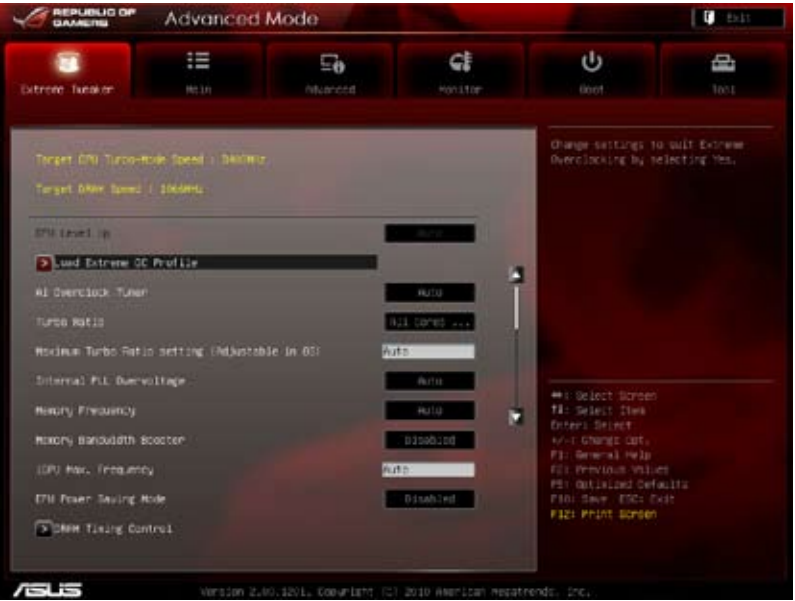 REPUBLIC OF GAMERS
Advanced Mode
Exit
Extreme Tweaker
Main
Advanced
Monitor
Boot
Tool
Target CPU Turbo-Mode Speed : 3400MHz
Target DRAM Speed : 1066MHz
Change settings to suit Extreme
Overclocking by selecting Yes.
CPU Level Up
Auto
Load Extreme OC Profile
AI Overclock Tuner
Auto
Turbo Ratio
All Cores ...
Maximum Turbo Ratio setting (Adjustable in OS)
Auto
Internal PLL Overvoltage
Auto
Memory Frequency
Auto
Memory Bandwidth Booster
Disabled
iGPU Max. Frequency
Auto
EPU Power Saving Mode
Disabled
DRAM Timing Control
→←: Select Screen
↑↓: Select Item
Enter: Select
+/-: Change Opt.
F1: General Help
F2: Previous Values
F5: Optimized Defaults
F10: Save ESC: Exit
F12: Print Screen
ASUS
Version 2.00.1201. Copyright (C) 2010 American Megatrends, Inc.